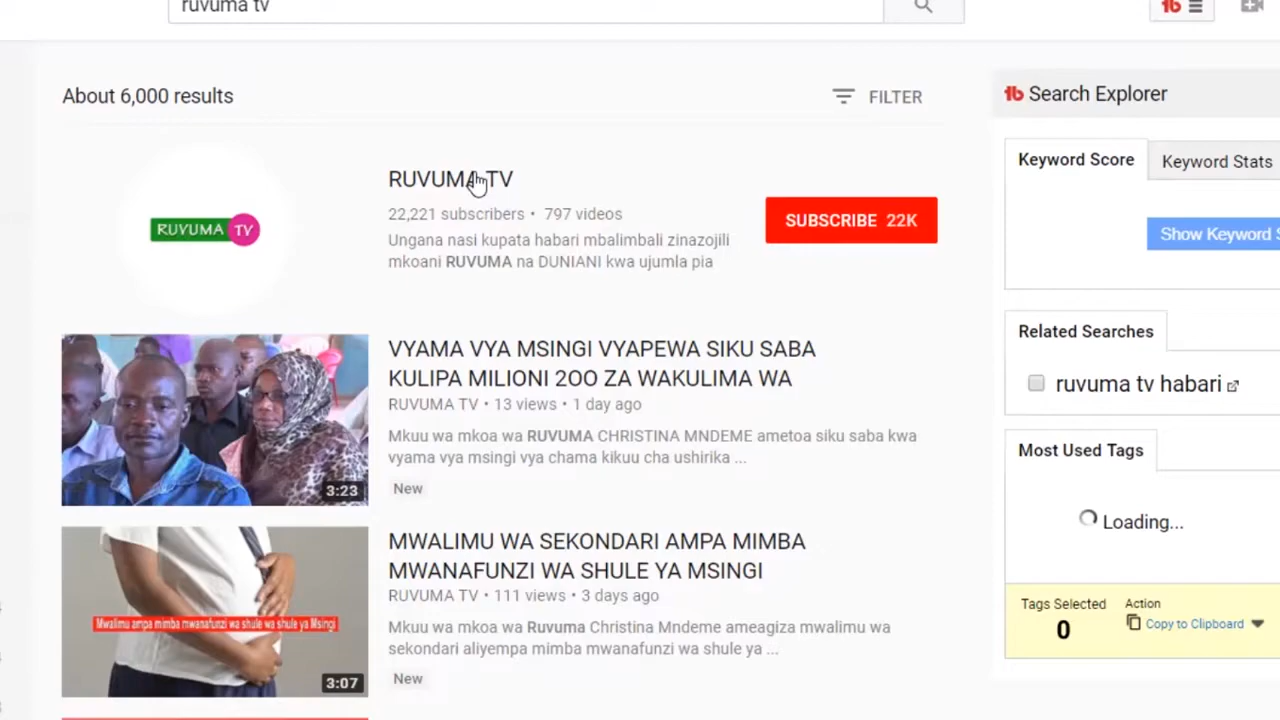 ruvuma tv
About 6,000 results
FILTER
RUVUMA TV
RUVUMA TV
22,221 subscribers • 797 videos
SUBSCRIBE 22K
Ungana nasi kupata habari mbalimbali zinazojili
mkoani RUVUMA na DUNIANI kwa ujumla pia
VYAMA VYA MSINGI VYAPEWA SIKU SABA
KULIPA MILIONI 2OO ZA WAKULIMA WA
RUVUMA TV • 13 views • 1 day ago
Mkuu wa mkoa wa RUVUMA CHRISTINA MNDEME ametoa siku saba kwa
vyama vya msingi vya chama kikuu cha ushirika ...
3:23
New
MWALIMU WA SEKONDARI AMPA MIMBA
MWANAFUNZI WA SHULE YA MSINGI
RUVUMA TV • 111 views • 3 days ago
Mwalimu ampa mimba mwanafunzi wa shule wa shule ya Msingi
Mkuu wa mkoa wa Ruvuma Christina Mndeme ameagiza mwalimu wa
sekondari aliyempa mimba mwanafunzi wa shule ya ...
3:07
New
tb
tb Search Explorer
Keyword Score
Keyword Stats
Show Keyword
Related Searches
ruvuma tv habari
Most Used Tags
Loading...
Tags Selected
0
Action
Copy to Clipboard